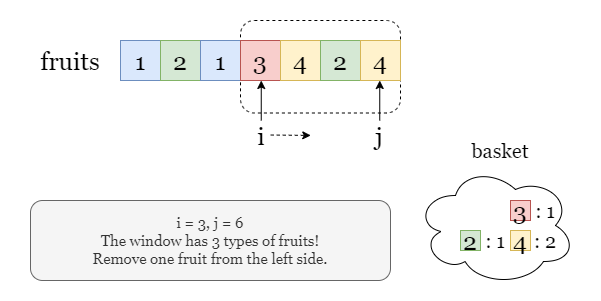 fruits 1 2 1 3 4 2 4
i j
basket
3 : 1
2 : 1 4 : 2
i = 3, j = 6
The window has 3 types of fruits!
Remove one fruit from the left side.